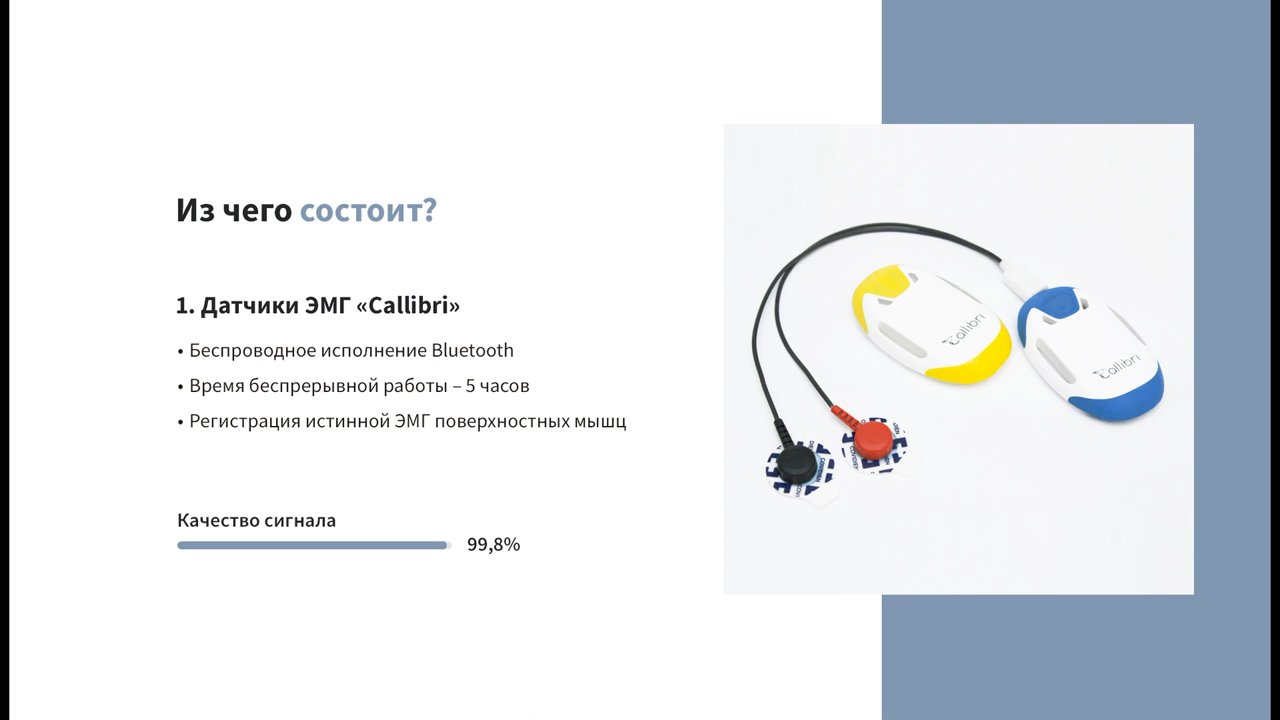 Из чего состоит?
1. Датчики ЭМГ «Callibri»
• Беспроводное исполнение Bluetooth
• Время беспрерывной работы – 5 часов
• Регистрация истинной ЭМГ поверхностных мышц
Качество сигнала
99,8%
Callibri
Callibri